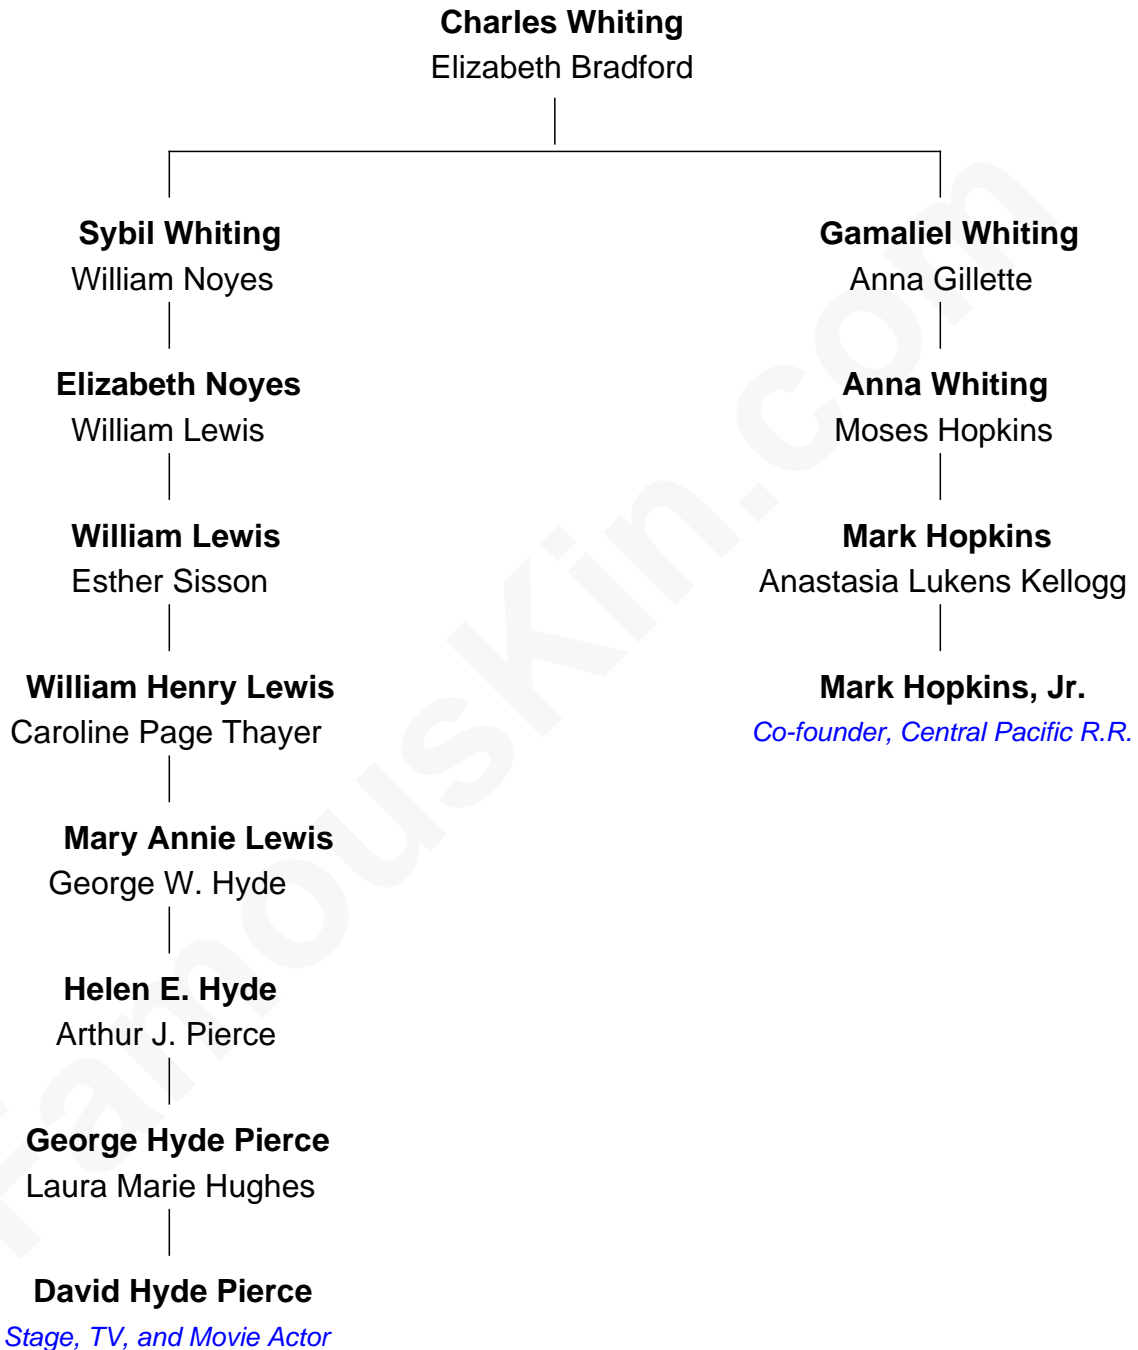 Charles Whiting
Elizabeth Bradford
Sybil Whiting
William Noyes
Gamaliel Whiting
Anna Gillette
Elizabeth Noyes
William Lewis
Anna Whiting
Moses Hopkins
William Lewis
Esther Sisson
Mark Hopkins
Anastasia Lukens Kellogg
William Henry Lewis
Caroline Page Thayer
Mark Hopkins, Jr.
Co-founder, Central Pacific R.R.
Mary Annie Lewis
George W. Hyde
Helen E. Hyde
Arthur J. Pierce
George Hyde Pierce
Laura Marie Hughes
David Hyde Pierce
Stage, TV, and Movie Actor
FamousKin.com